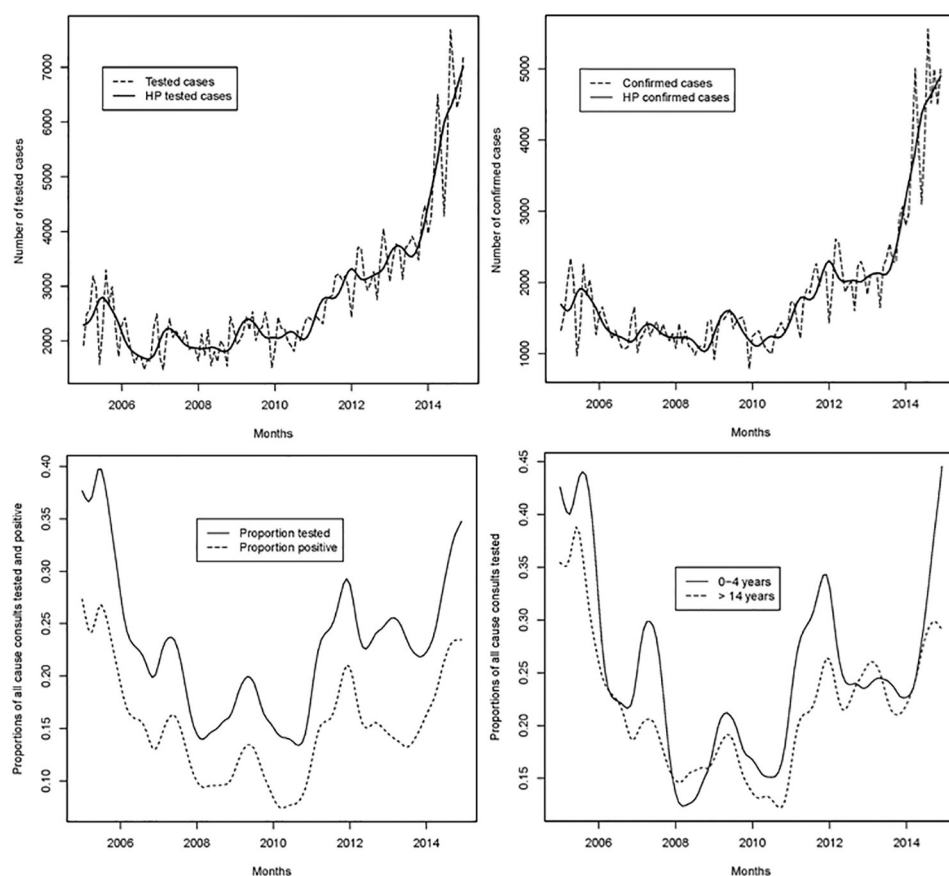 Number of tested cases
7000
6000
5000
4000
3000
2000
Tested cases
HP tested cases
2006 2008 2010 2012 2014
Months
Number of confirmed cases
5000
4000
3000
2000
1000
Confirmed cases
HP confirmed cases
2006 2008 2010 2012 2014
Months
Proportions of all cause consults tested and positive
0.40
0.35
0.30
0.25
0.20
0.15
0.10
Proportion tested
Proportion positive
2006 2008 2010 2012 2014
Months
Proportions of all cause consults tested
0.45
0.40
0.35
0.30
0.25
0.20
0.15
0−4 years
> 14 years
2006 2008 2010 2012 2014
Months